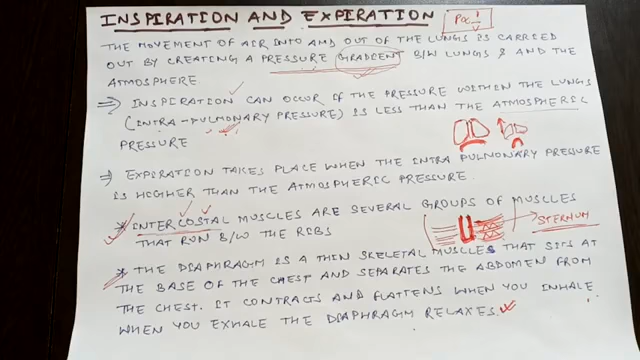 INSPIRATION AND EXPIRATION
P∝ 1/V
THE MOVEMENT OF AIR INTO AND OUT OF THE LUNGS IS CARRIED
OUT BY CREATING A PRESSURE GRADIENT B/W LUNGS & AND THE
ATMOSPHERE.
⇒ INSPIRATION CAN OCCUR IF THE PRESSURE WITHIN THE LUNGS
(INTRA-PULMONARY PRESSURE) IS LESS THAN THE ATMOSPHERIC
PRESSURE
⇒ EXPIRATION TAKES PLACE WHEN THE INTRA PULMONARY PRESSURE
IS HIGHER THAN THE ATMOSPHERIC PRESSURE.
* INTERCOSTAL MUSCLES ARE SEVERAL GROUPS OF MUSCLES
THAT RUN B/W THE RIBS
STERNUM
* THE DIAPHRAGM IS A THIN SKELETAL MUSCLES THAT SITS AT
THE BASE OF THE CHEST AND SEPARATES THE ABDOMEN FROM
THE CHEST. IT CONTRACTS AND FLATTENS WHEN YOU INHALE
WHEN YOU EXHALE THE DIAPHRAGM RELAXES.